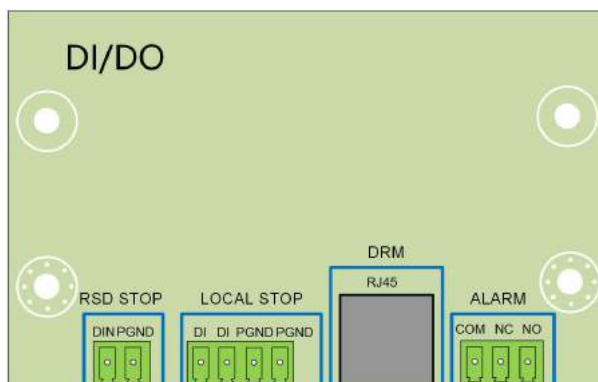 DI/DO
DRM
RSD STOP LOCAL STOP RJ45 ALARM
DIN PGND DI DI PGND PGND COM NC NO